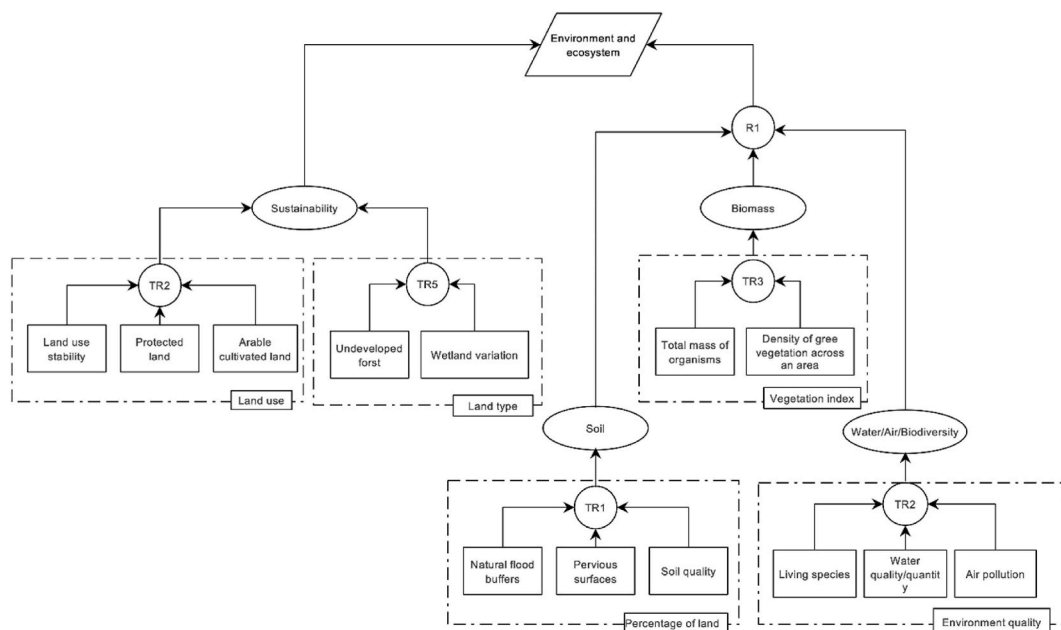 Environment and
ecosystem
R1
Sustainability
Biomass
TR2
TR5
TR3
Land use
stability
Protected
land
Arable
cultivated land
Undeveloped
forst
Wetland variation
Total mass of
organisms
Density of gree
vegetation across
an area
Land use
Land type
Vegetation index
Soil
Water/Air/Biodiversity
TR1
TR2
Natural flood
buffers
Pervious
surfaces
Soil quality
Living species
Water
quality/quantit
y
Air pollution
Percentage of land
Environment quality